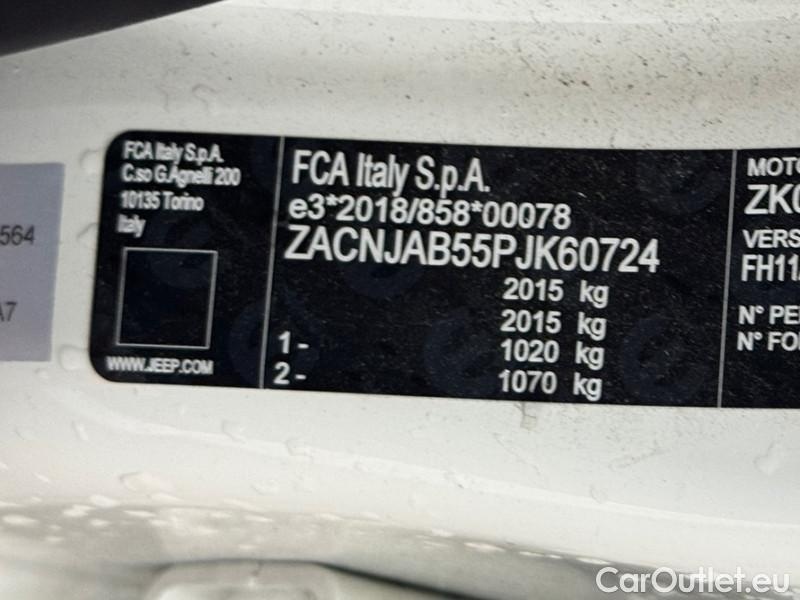 564
A7
FCA Italy S.p.A.
C.so G.Agnelli 200
10135 Torino
Italy
WWW.JEEP.COM
FCA Italy S.p.A.
e3*2018/858*00078
ZACNJAB55PJK60724
2015 kg
2015 kg
1 - 1020 kg
2 - 1070 kg
MOTO
ZK
VERS
FH11
N° PE
N° FO
CarOutlet.eu